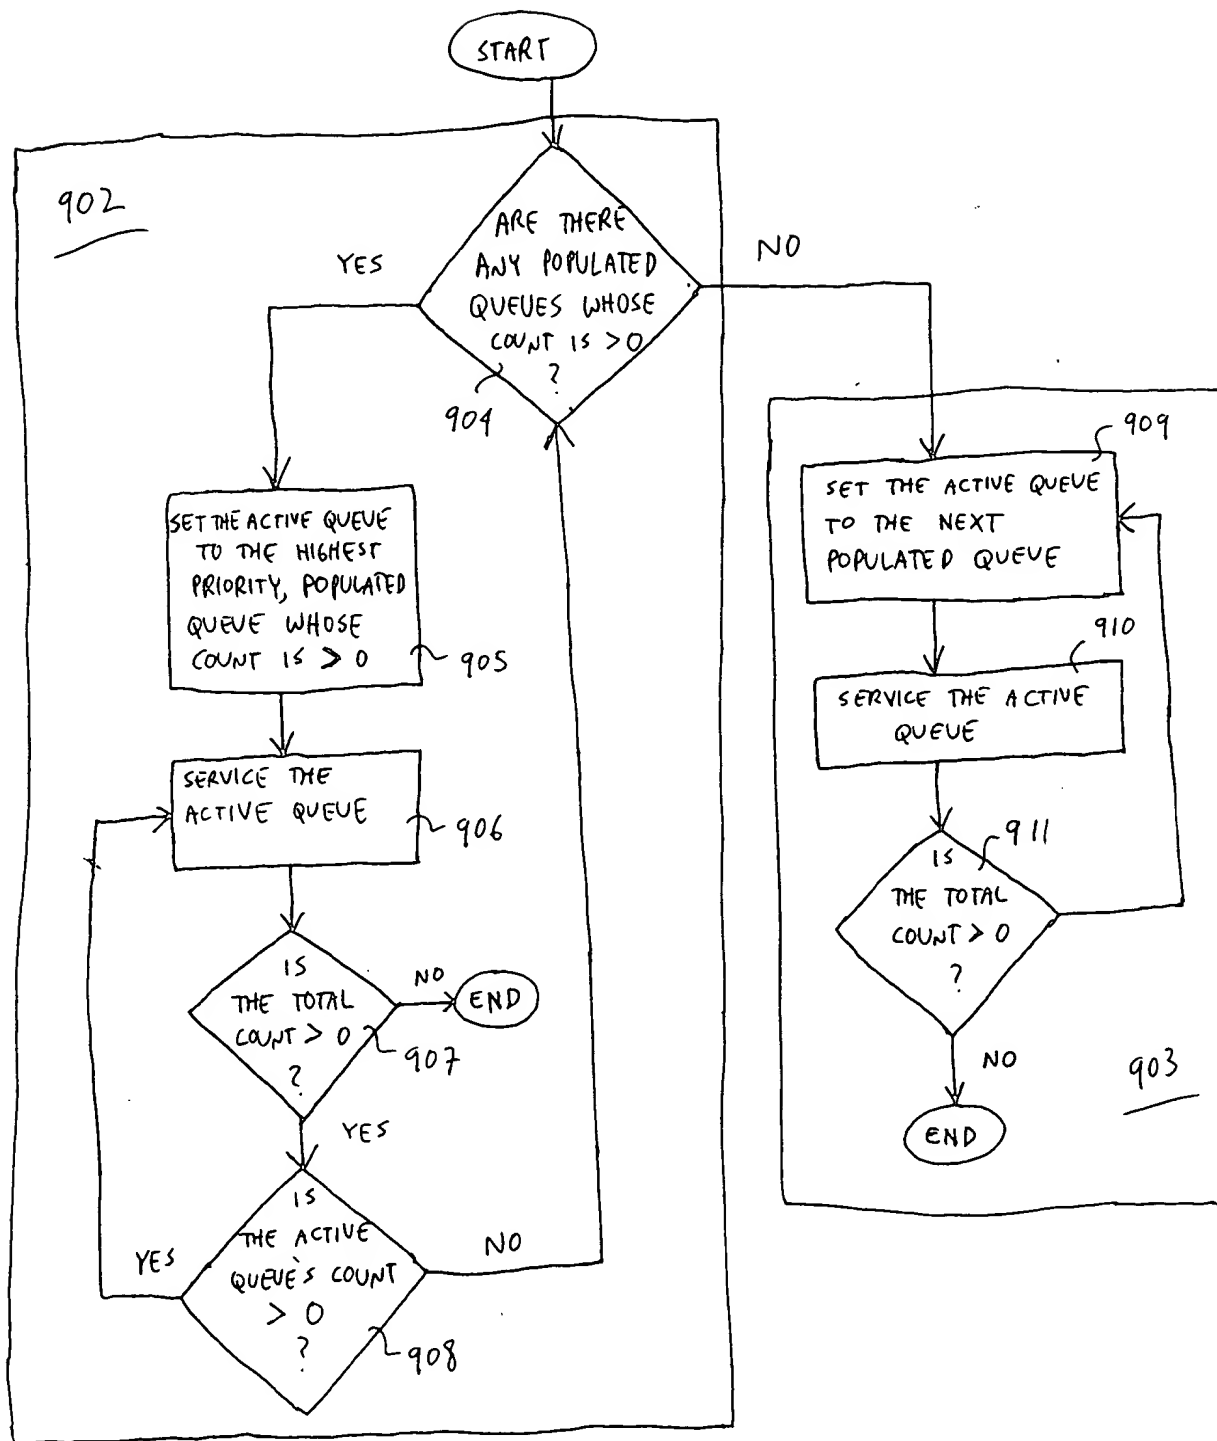 START
902
ARE THERE
ANY POPULATED
QUEUES WHOSE
COUNT IS > 0
?
YES
NO
904
SET THE ACTIVE QUEUE
TO THE HIGHEST
PRIORITY, POPULATED
QUEUE WHOSE
COUNT IS > 0
905
SERVICE THE
ACTIVE QUEUE
906
IS
THE TOTAL
COUNT > 0
?
NO
END
907
YES
IS
THE ACTIVE
QUEUE'S COUNT
> 0
?
YES
NO
908
909
SET THE ACTIVE QUEUE
TO THE NEXT
POPULATED QUEUE
910
SERVICE THE ACTIVE
QUEUE
911
IS
THE TOTAL
COUNT > 0
?
NO
END
903